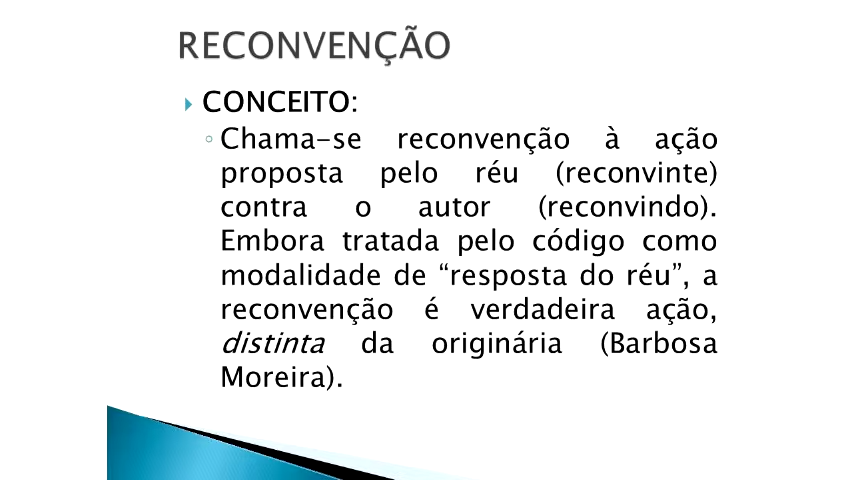 RECONVENÇÃO
CONCEITO:
Chama-se reconvenção à ação
proposta pelo réu (reconvinte)
contra o autor (reconvindo).
Embora tratada pelo código como
modalidade de “resposta do réu”, a
reconvenção é verdadeira ação,
distinta da originária (Barbosa
Moreira).